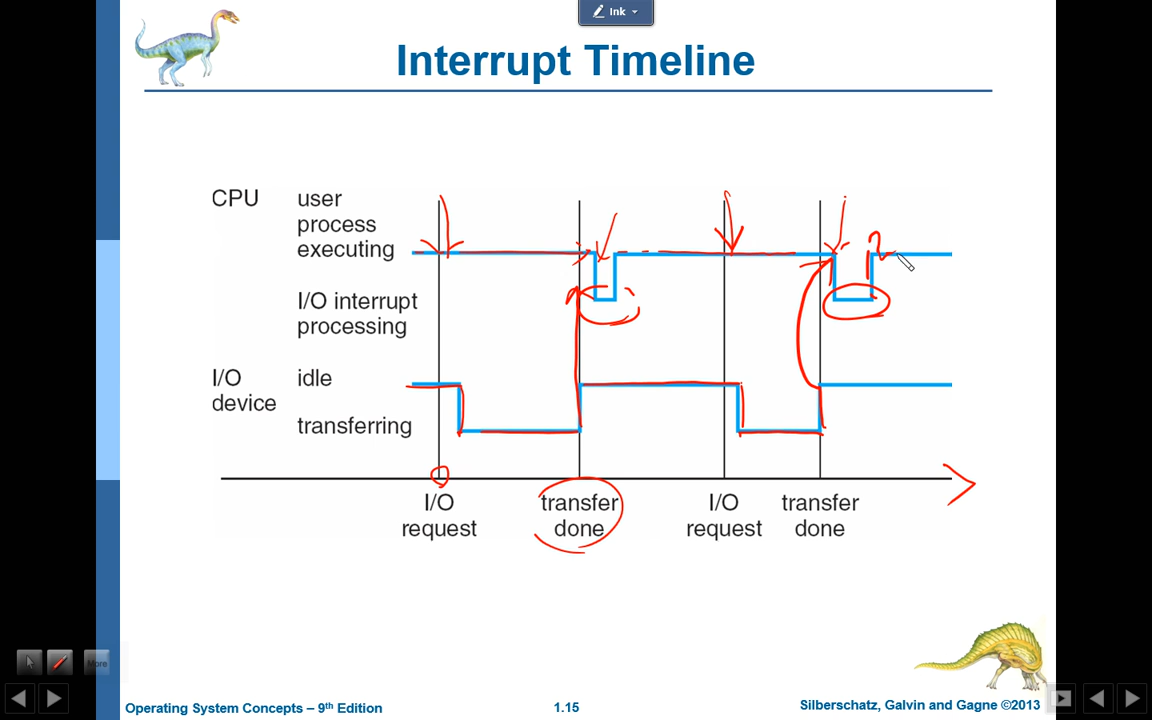 Ink
Interrupt Timeline
CPU
user
process
executing
I/O interrupt
processing
I/O
device
idle
transferring
I/O
request
transfer
done
I/O
request
transfer
done
More
Operating System Concepts – 9th Edition
1.15
Silberschatz, Galvin and Gagne ©2013